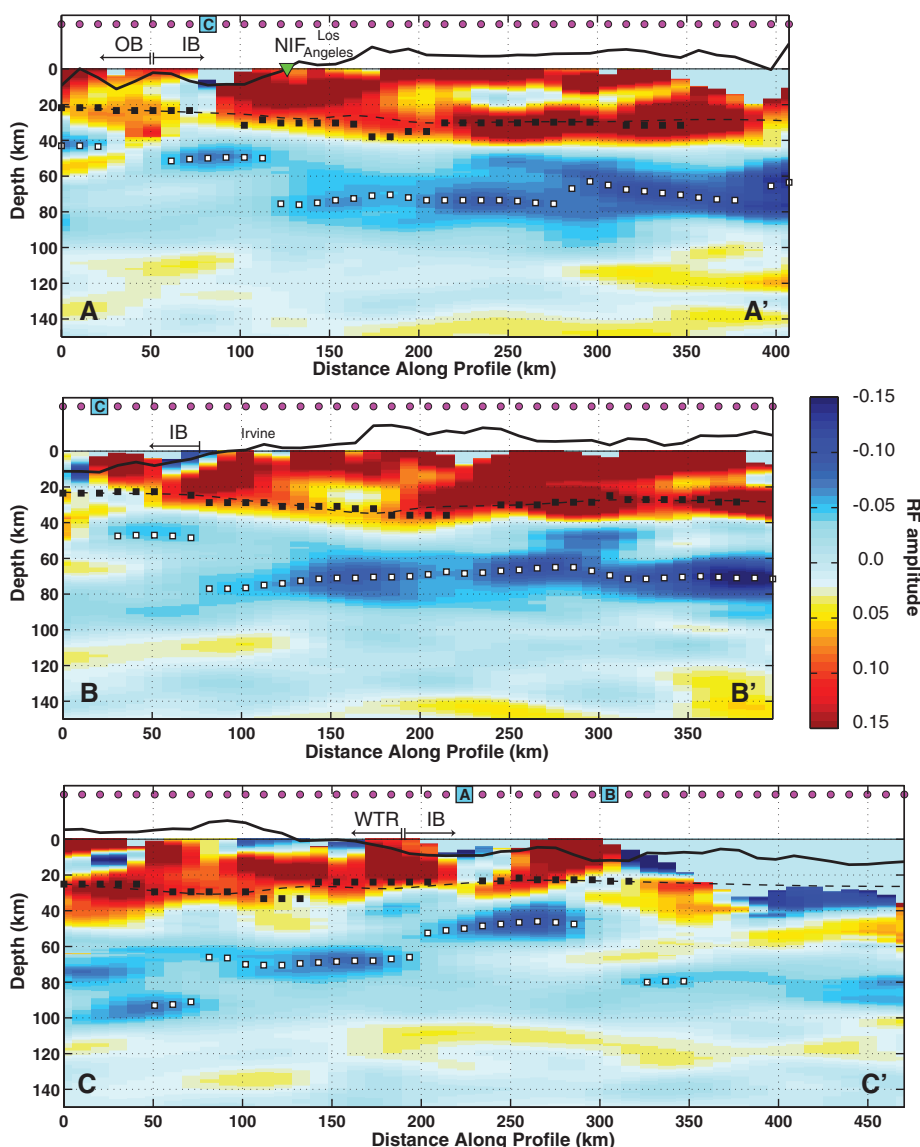 C
OB IB NIF Los Angeles
0
20
40
60
80
100
120
140
Depth (km)
A A'
0 50 100 150 200 250 300 350 400
Distance Along Profile (km)
C
IB Irvine
0
20
40
60
80
100
120
140
Depth (km)
B B'
0 50 100 150 200 250 300 350
Distance Along Profile (km)
-0.15
-0.10
-0.05
0.0
0.05
0.10
0.15
RF amplitude
A B
WTR IB
0
20
40
60
80
100
120
140
Depth (km)
C C'
0 50 100 150 200 250 300 350 400 450
Distance Along Profile (km)